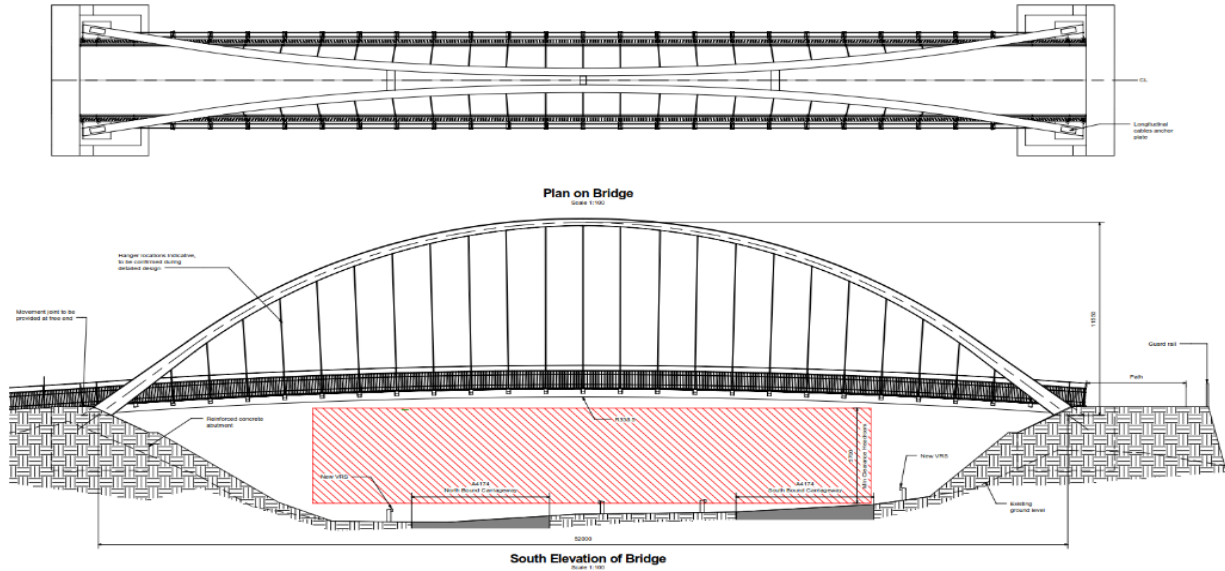 CL
Longitudinal
cables anchor
plate
Plan on Bridge
Scale 1:100
Hanger locations indicative,
to be confirmed during
detailed design
Movement joint to be
provided at free end
Guard rail
Path
Reinforced concrete
abutment
New VRS
A4174
North Bound Carriageway
A4174
South Bound Carriageway
Min Clearance Headroom
New VRS
Existing
ground level
52000
South Elevation of Bridge
Scale 1:100